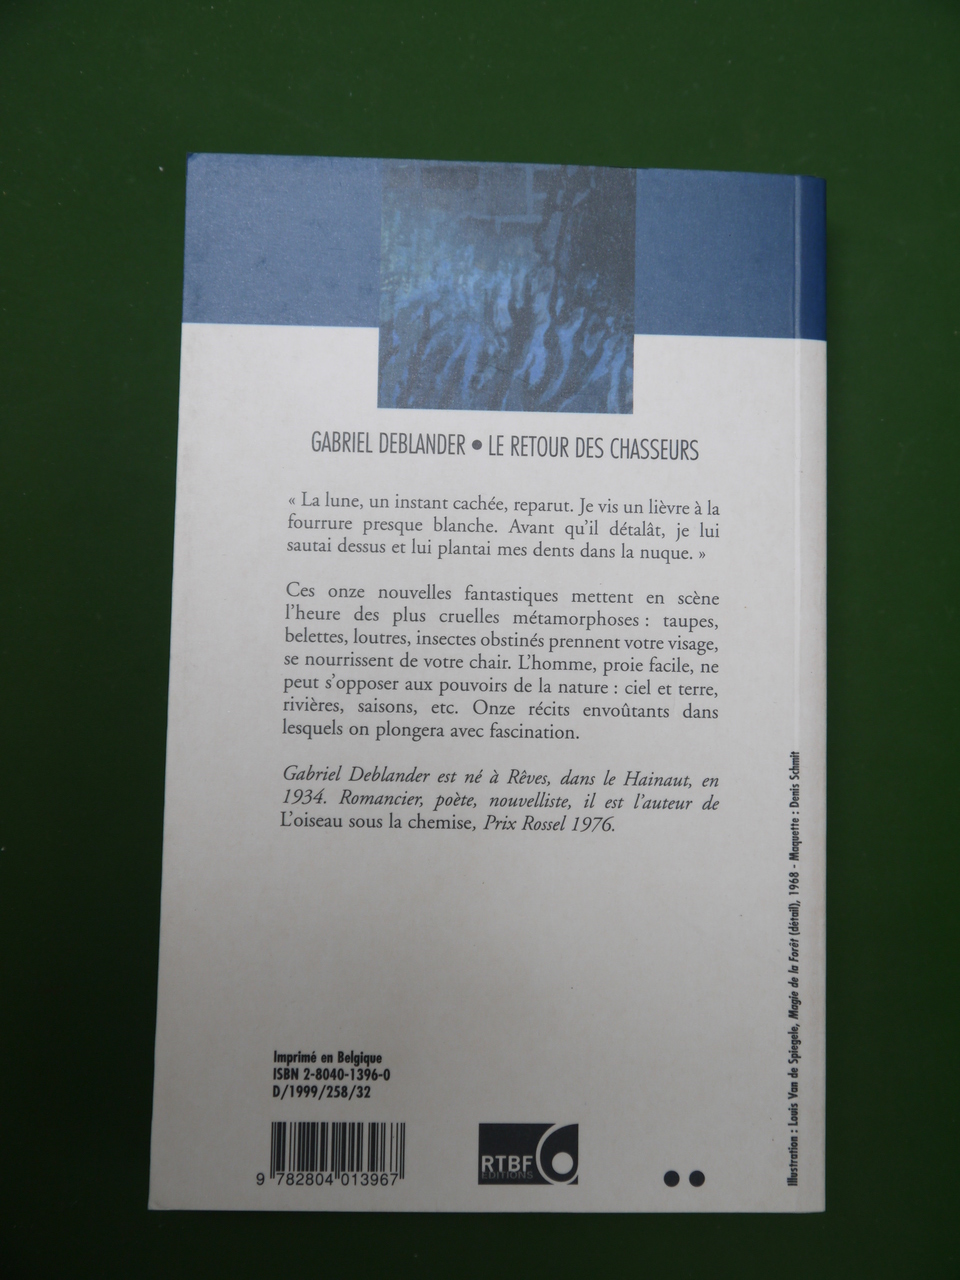 GABRIEL DEBLANDER • LE RETOUR DES CHASSEURS
« La lune, un instant cachée, reparut. Je vis un lièvre à la
fourrure presque blanche. Avant qu'il détalât, je lui
sautai dessus et lui plantai mes dents dans la nuque. »
Ces onze nouvelles fantastiques mettent en scène
l'heure des plus cruelles métamorphoses : taupes,
belettes, loutres, insectes obstinés prennent votre visage,
se nourrissent de votre chair. L'homme, proie facile, ne
peut s'opposer aux pouvoirs de la nature : ciel et terre,
rivières, saisons, etc. Onze récits envoûtants dans
lesquels on plongera avec fascination.
Gabriel Deblander est né à Rêves, dans le Hainaut, en
1934. Romancier, poète, nouvelliste, il est l'auteur de
L'oiseau sous la chemise, Prix Rossel 1976.
Illustration : Louis Van de Spiegele, Magie de la Forêt (détail), 1968 - Maquette : Denis Schmit
Imprimé en Belgique
ISBN 2-8040-1396-0
D/1999/258/32
9 782804 013967
RTBF
EDITIONS